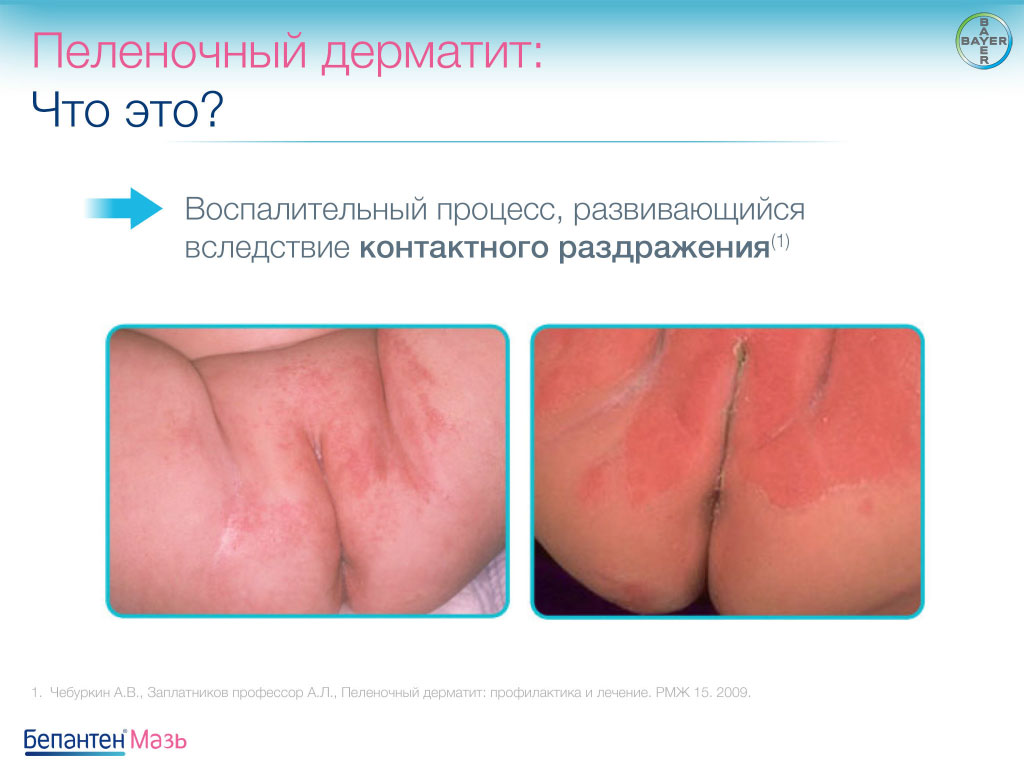 Пеленочный дерматит:
Что это?
BAYER
BAYER
Воспалительный процесс, развивающийся
вследствие контактного раздражения(1)
1. Чебуркин А.В., Заплатников профессор А.Л., Пеленочный дерматит: профилактика и лечение. РМЖ 15. 2009.
Бепантен® Мазь